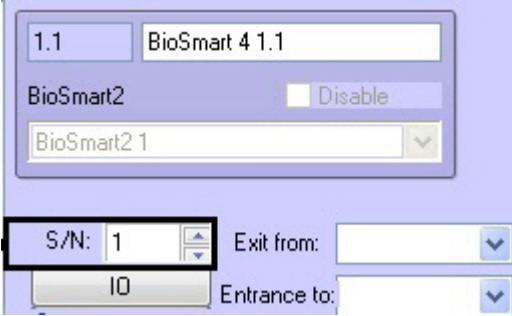 1.1 BioSmart 4 1.1
BioSmart2 Disable
BioSmart2 1
S/N: 1 Exit from:
IO Entrance to: